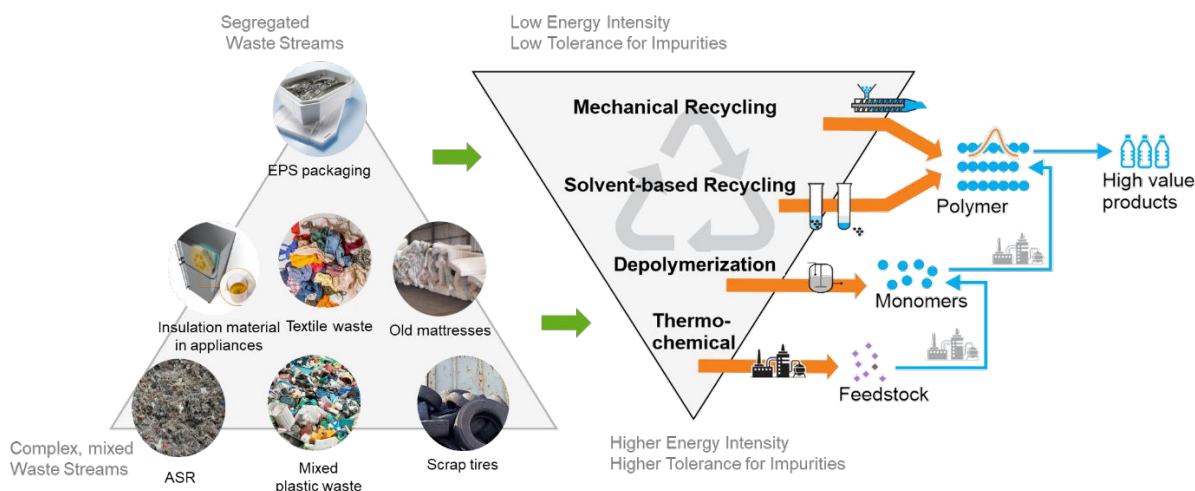 Segregated
Waste Streams
EPS packaging
Insulation material
in appliances
Textile waste
Old mattresses
ASR
Mixed
plastic waste
Scrap tires
Complex, mixed
Waste Streams
Low Energy Intensity
Low Tolerance for Impurities
Mechanical Recycling
Solvent-based Recycling
Depolymerization
Thermo-
chemical
Polymer
High value
products
Monomers
Feedstock
Higher Energy Intensity
Higher Tolerance for Impurities